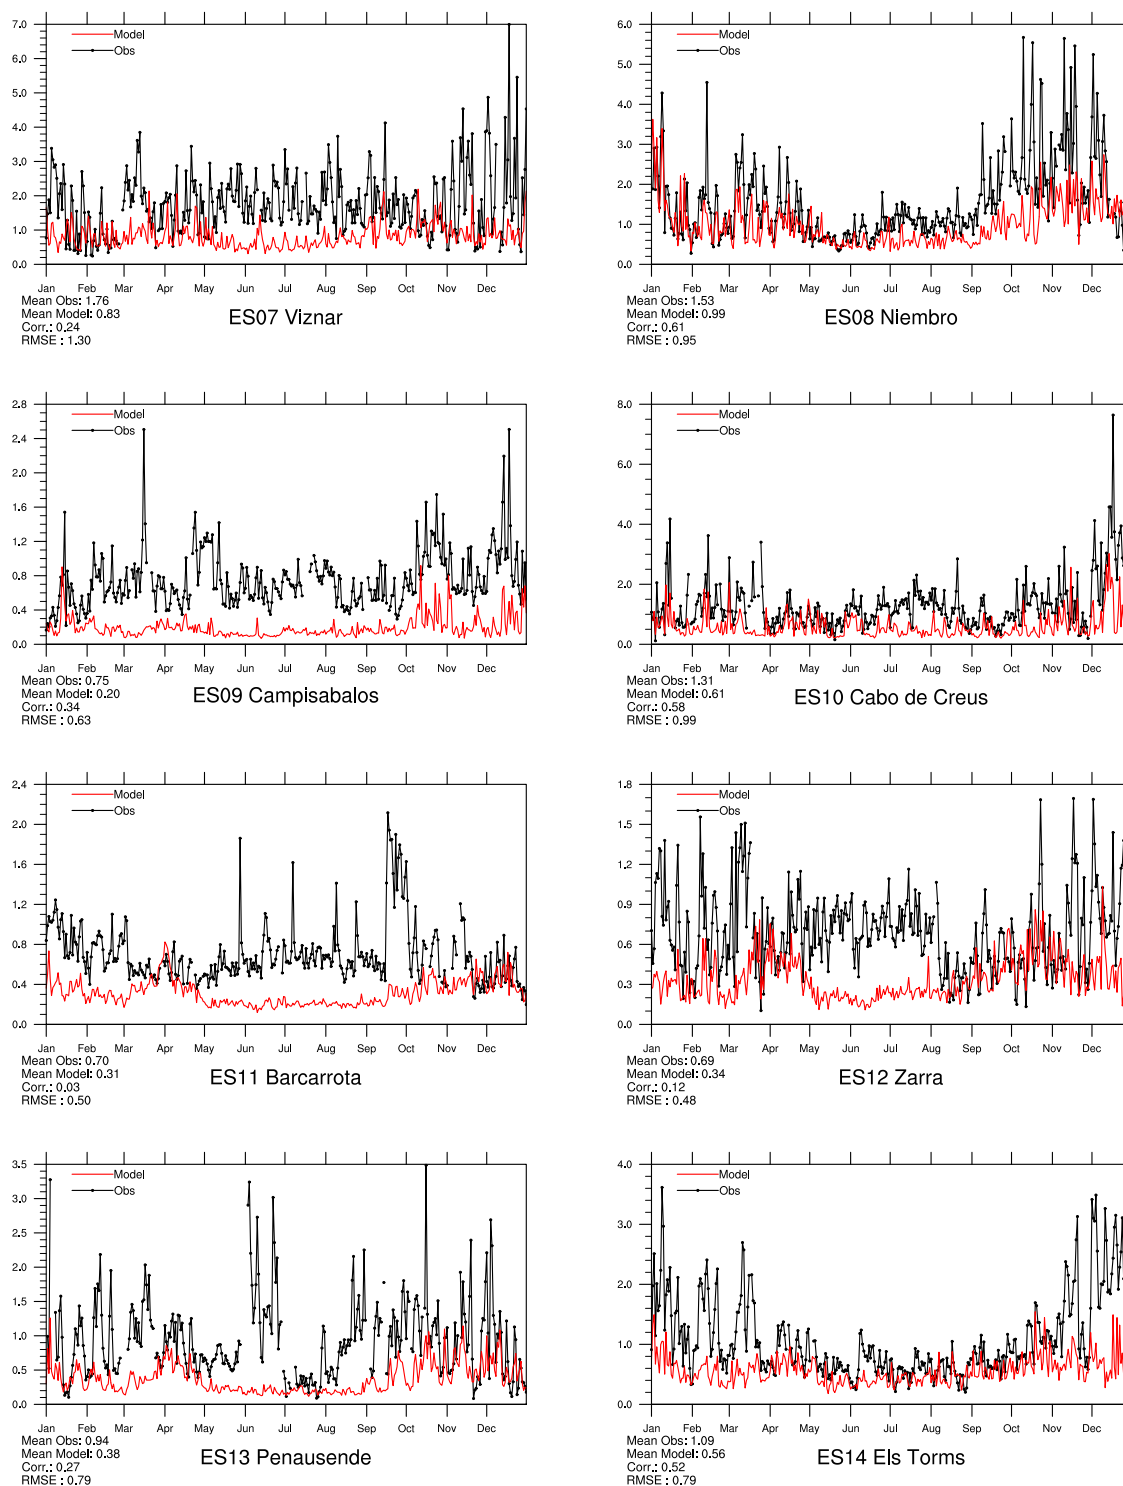 7.0
6.0
5.0
4.0
3.0
2.0
1.0
0.0
Model
Obs
Jan Feb Mar Apr May Jun Jul Aug Sep Oct Nov Dec
Mean Obs: 1.76
Mean Model: 0.83
Corr.: 0.24
RMSE : 1.30
ES07 Viznar
6.0
5.0
4.0
3.0
2.0
1.0
0.0
Model
Obs
Jan Feb Mar Apr May Jun Jul Aug Sep Oct Nov Dec
Mean Obs: 1.53
Mean Model: 0.99
Corr.: 0.61
RMSE : 0.95
ES08 Niembro
2.8
2.4
2.0
1.6
1.2
0.8
0.4
0.0
Model
Obs
Jan Feb Mar Apr May Jun Jul Aug Sep Oct Nov Dec
Mean Obs: 0.75
Mean Model: 0.20
Corr.: 0.34
RMSE : 0.63
ES09 Campisabalos
8.0
6.0
4.0
2.0
0.0
Model
Obs
Jan Feb Mar Apr May Jun Jul Aug Sep Oct Nov Dec
Mean Obs: 1.31
Mean Model: 0.61
Corr.: 0.58
RMSE : 0.99
ES10 Cabo de Creus
2.4
2.0
1.6
1.2
0.8
0.4
0.0
Model
Obs
Jan Feb Mar Apr May Jun Jul Aug Sep Oct Nov Dec
Mean Obs: 0.70
Mean Model: 0.31
Corr.: 0.03
RMSE : 0.50
ES11 Barcarrota
1.8
1.5
1.2
0.9
0.6
0.3
0.0
Model
Obs
Jan Feb Mar Apr May Jun Jul Aug Sep Oct Nov Dec
Mean Obs: 0.69
Mean Model: 0.34
Corr.: 0.12
RMSE : 0.48
ES12 Zarra
3.5
3.0
2.5
2.0
1.5
1.0
0.5
0.0
Model
Obs
Jan Feb Mar Apr May Jun Jul Aug Sep Oct Nov Dec
Mean Obs: 0.94
Mean Model: 0.38
Corr.: 0.27
RMSE : 0.79
ES13 Penausende
4.0
3.0
2.0
1.0
0.0
Model
Obs
Jan Feb Mar Apr May Jun Jul Aug Sep Oct Nov Dec
Mean Obs: 1.09
Mean Model: 0.56
Corr.: 0.52
RMSE : 0.79
ES14 Els Torms